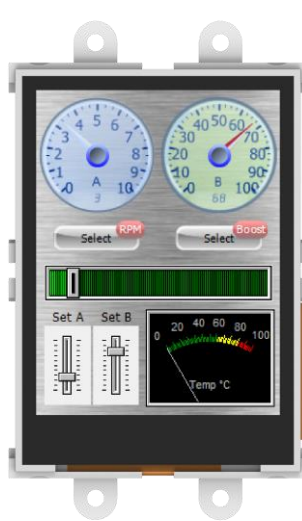 0 1 2 3 4 5 6 7 8 9 10
A
3
0 10 20 30 40 50 60 70 80 90 100
B
68
Select RPM
Select Boost
Set A Set B
0 20 40 60 80 100
Temp °C